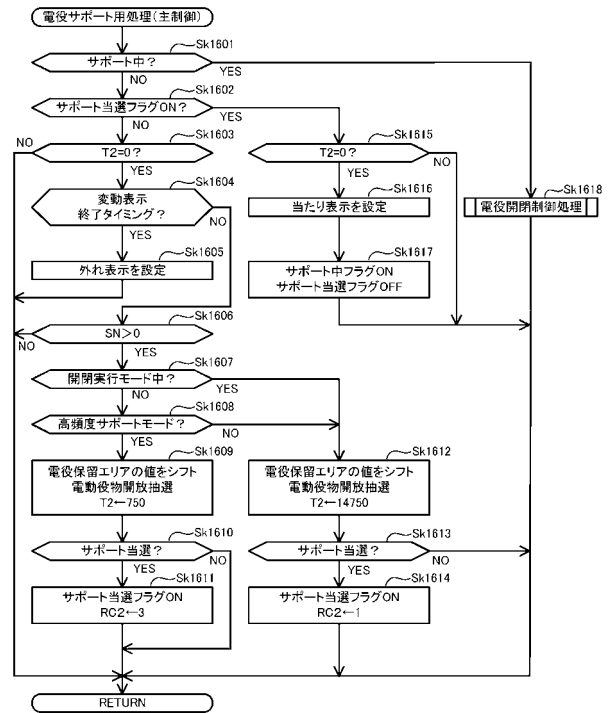 電役サポート用処理(主制御)
Sk1601
サポート中?
YES
NO
Sk1602
サポート当選フラグON?
YES
NO
Sk1603
NO
T2=0?
YES
Sk1615
T2=0?
NO
YES
Sk1604
変動表示
終了タイミング?
NO
YES
Sk1616
当たり表示を設定
Sk1618
電役開閉制御処理
Sk1605
外れ表示を設定
Sk1617
サポート中フラグON
サポート当選フラグOFF
Sk1606
SN>0
NO
YES
Sk1607
開閉実行モード中?
YES
NO
Sk1608
高頻度サポートモード?
NO
YES
Sk1609
電役保留エリアの値をシフト
電動役物開放抽選
T2←750
Sk1612
電役保留エリアの値をシフト
電動役物開放抽選
T2←14750
Sk1610
サポート当選?
NO
YES
Sk1613
サポート当選?
NO
YES
Sk1611
サポート当選フラグON
RC2←3
Sk1614
サポート当選フラグON
RC2←1
RETURN